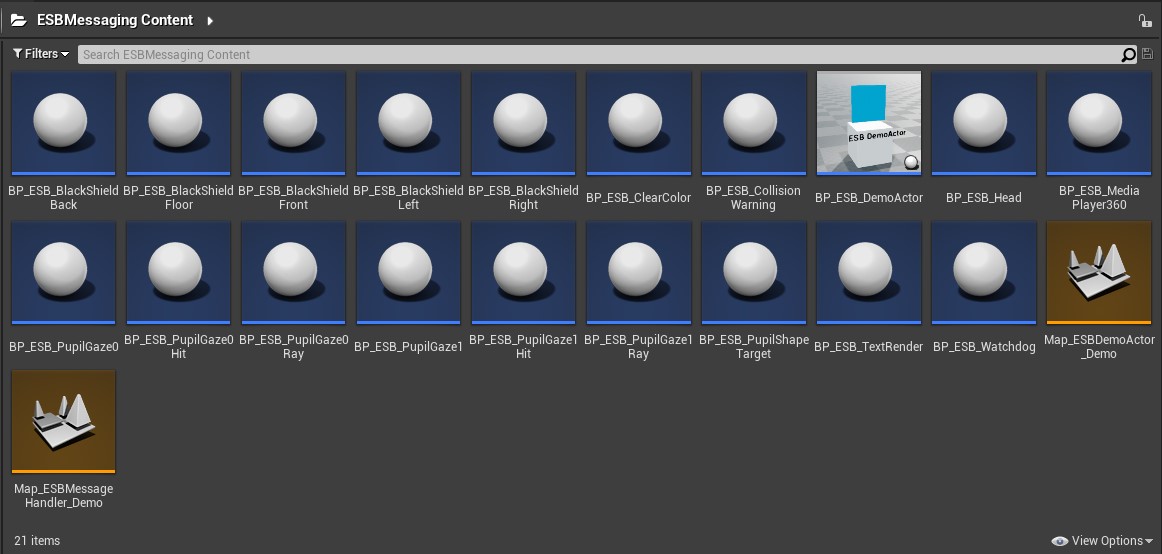 ESBMessaging Content
Filters
Search ESBMessaging Content
ESB DemoActor
BP_ESB_BlackShield
Back
BP_ESB_BlackShield
Floor
BP_ESB_BlackShield
Front
BP_ESB_BlackShield
Left
BP_ESB_BlackShield
Right
BP_ESB_ClearColor
BP_ESB_Collision
Warning
BP_ESB_DemoActor
BP_ESB_Head
BP_ESB_Media
Player360
BP_ESB_PupilGaze0
BP_ESB_PupilGaze0
Hit
BP_ESB_PupilGaze0
Ray
BP_ESB_PupilGaze1
BP_ESB_PupilGaze1
Hit
BP_ESB_PupilGaze1
Ray
BP_ESB_PupilShape
Target
BP_ESB_TextRender
BP_ESB_Watchdog
Map_ESBDemoActor
_Demo
Map_ESBMessage
Handler_Demo
21 items
View Options